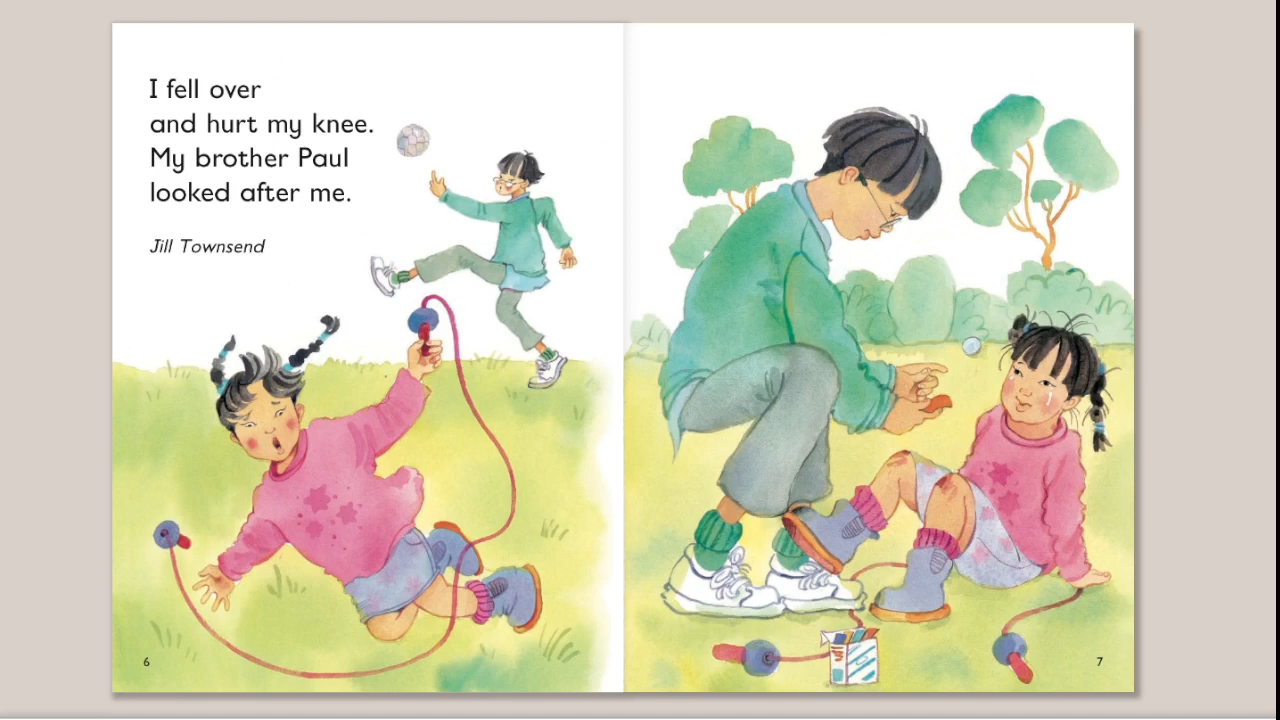 I fell over
and hurt my knee.
My brother Paul
looked after me.
Jill Townsend
6
7